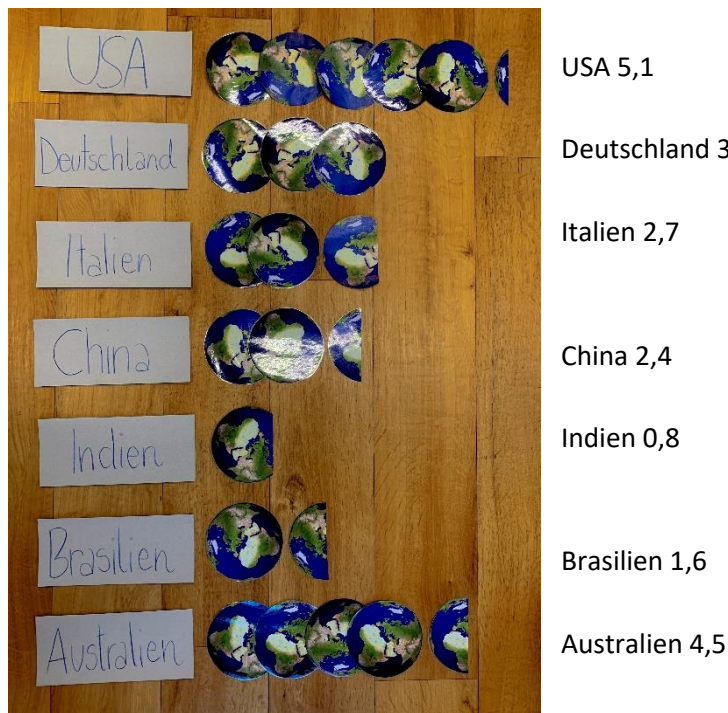 USA
USA 5,1
Deutschland
Deutschland 3
Italien
Italien 2,7
China
China 2,4
Indien
Indien 0,8
Brasilien
Brasilien 1,6
Australien
Australien 4,5